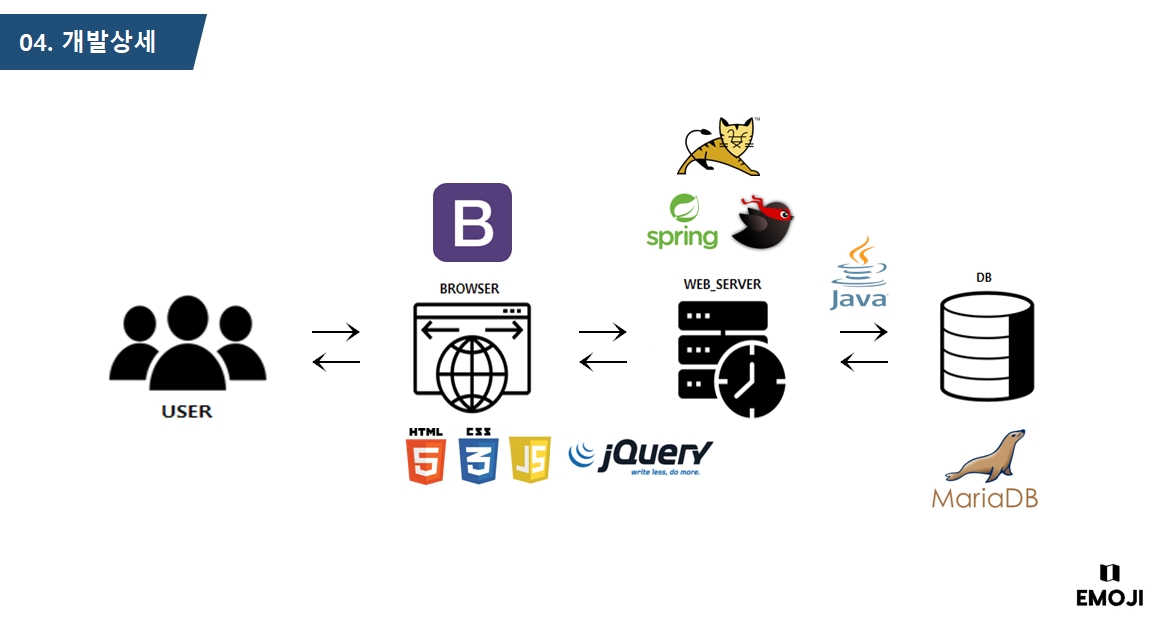 04. 개발상세
TM
B
spring
Java
BROWSER
WEB_SERVER
DB
USER
HTML
CSS
5
3
JS
jQuery
write less, do more.
MariaDB
EMOJI